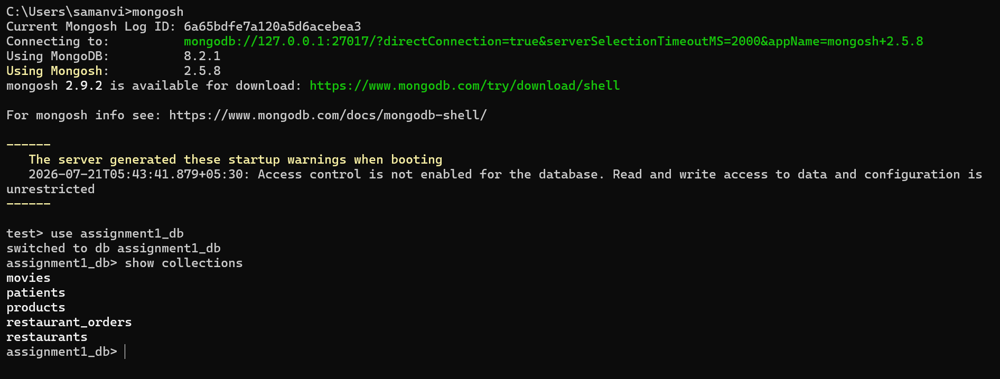 C:\Users\samanvi>mongosh
Current Mongosh Log ID: 6a65bdfe7a120a5d6acebea3
Connecting to:          mongodb://127.0.0.1:27017/?directConnection=true&serverSelectionTimeoutMS=2000&appName=mongosh+2.5.8
Using MongoDB:          8.2.1
Using Mongosh:          2.5.8
mongosh 2.9.2 is available for download: https://www.mongodb.com/try/download/shell
For mongosh info see: https://www.mongodb.com/docs/mongodb-shell/
------
   The server generated these startup warnings when booting
   2026-07-21T05:43:41.879+05:30: Access control is not enabled for the database. Read and write access to data and configuration is
unrestricted
------
test> use assignment1_db
switched to db assignment1_db
assignment1_db> show collections
movies
patients
products
restaurant_orders
restaurants
assignment1_db>